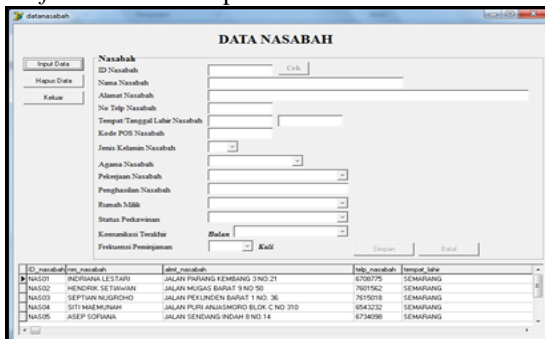 datanasabah
DATA NASABAH
Input Data
Hapus Data
Keluar
Nasabah
ID Nasabah
Cek
Nama Nasabah
Alamat Nasabah
No Telp Nasabah
Tempat/Tanggal Lahir Nasabah
Kode POS Nasabah
Jenis Kelamin Nasabah
Agama Nasabah
Pekerjaan Nasabah
Penghasilan Nasabah
Rumah Milik
Status Perkawinan
Komunikasi Terakhir Bulan
Frekuensi Peminjaman Kali
Simpan Batal
ID_nasabah nm_nasabah almt_nasabah telp_nasabah tempat_lahir
NAS01 INDRIANA LESTARI JALAN PARANG KEMBANG 3 NO.21 6708775 SEMARANG
NAS02 HENDRIK SETIAWAN JALAN MUGAS BARAT 9 NO 50 7601562 SEMARANG
NAS03 SEPTIAN NUGROHO JALAN PEKUNDEN BARAT 1 NO. 36 7615018 SEMARANG
NAS04 SITI MAEMUNAH JALAN PURI ANJASMORO BLOK C NO 310 6543232 SEMARANG
NAS05 ASEP SOFIANA JALAN SENDANG INDAH 8 NO.14 6734098 SEMARANG